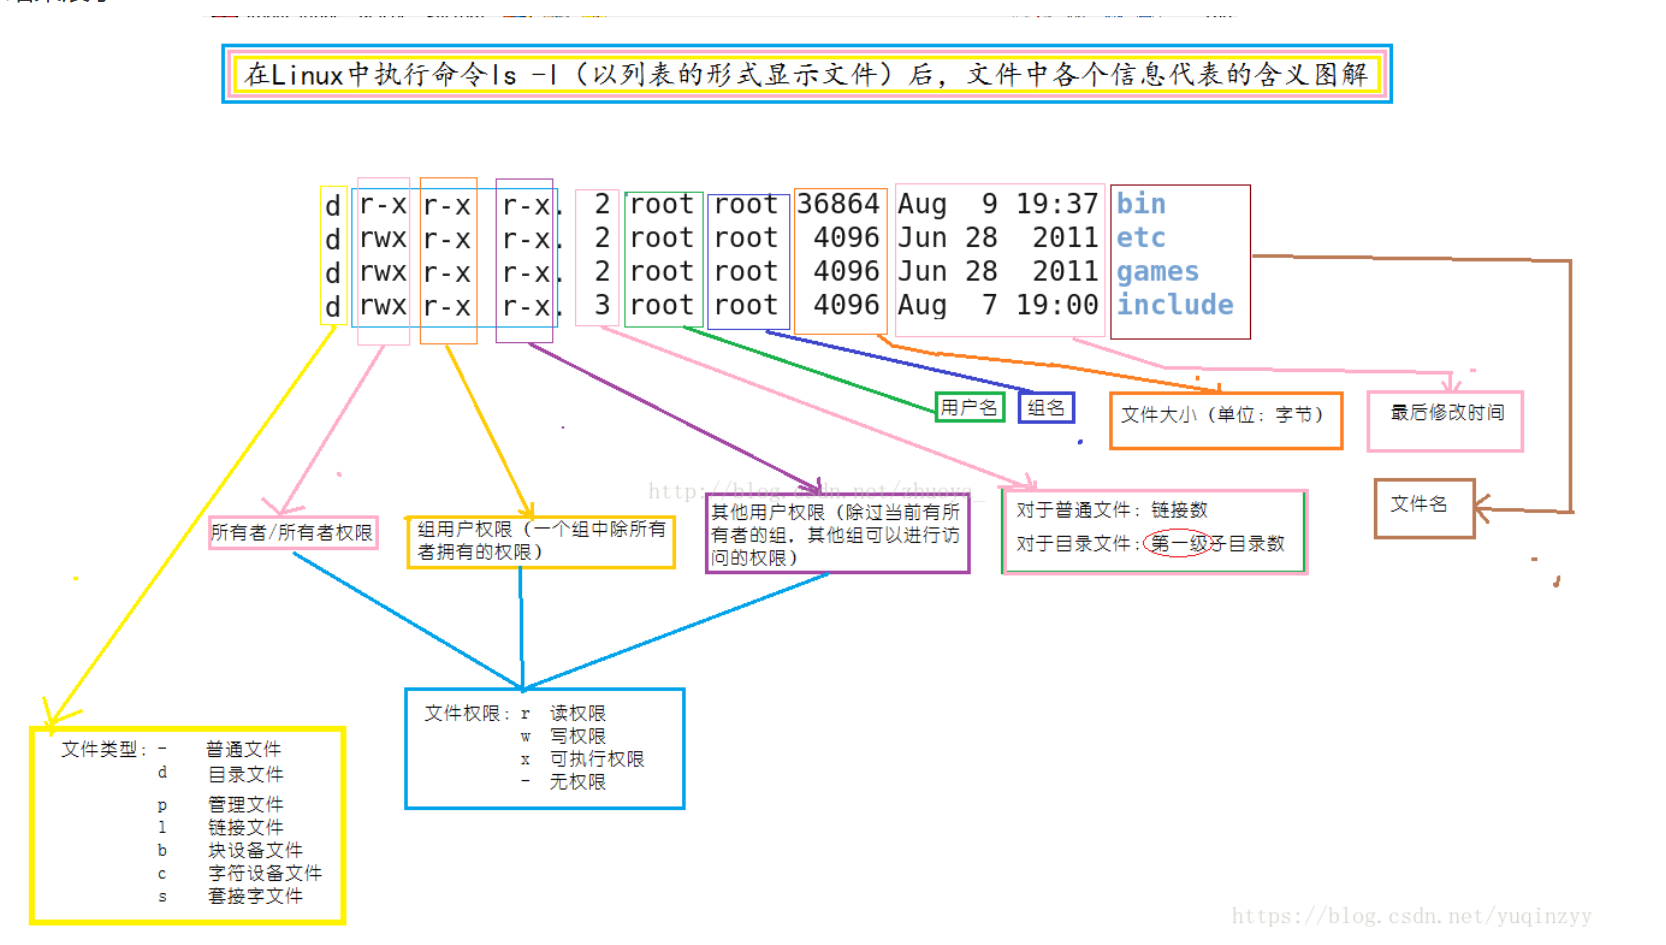 在Linux中执行命令ls -l（以列表的形式显示文件）后，文件中各个信息代表的含义图解
d r-x r-x r-x. 2 root root 36864 Aug 9 19:37 bin
d rwx r-x r-x. 2 root root 4096 Jun 28 2011 etc
d rwx r-x r-x. 2 root root 4096 Jun 28 2011 games
d rwx r-x r-x. 3 root root 4096 Aug 7 19:00 include
用户名
组名
文件大小（单位：字节）
最后修改时间
http://blog.csdn.net/zhuoya_
所有者/所有者权限
组用户权限（一个组中除所有
者拥有的权限）
其他用户权限（除过当前有所
有者的组，其他组可以进行访
问的权限）
对于普通文件：链接数
对于目录文件：第一级子目录数
文件名
文件权限：r 读权限
w 写权限
x 可执行权限
- 无权限
文件类型：- 普通文件
d 目录文件
p 管理文件
l 链接文件
b 块设备文件
c 字符设备文件
s 套接字文件
https://blog.csdn.net/yuqinzyy